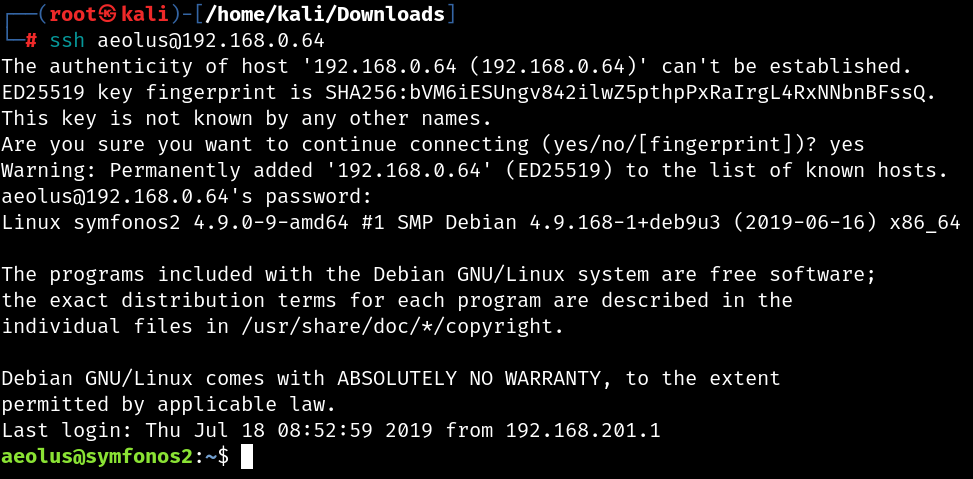 ┌──(root㉿kali)-[/home/kali/Downloads]
└─# ssh aeolus@192.168.0.64
The authenticity of host '192.168.0.64 (192.168.0.64)' can't be established.
ED25519 key fingerprint is SHA256:bVM6iESUngv842ilwZ5pthpPxRaIrgL4RxNNbnBFssQ.
This key is not known by any other names.
Are you sure you want to continue connecting (yes/no/[fingerprint])? yes
Warning: Permanently added '192.168.0.64' (ED25519) to the list of known hosts.
aeolus@192.168.0.64's password:
Linux symfonos2 4.9.0-9-amd64 #1 SMP Debian 4.9.168-1+deb9u3 (2019-06-16) x86_64
The programs included with the Debian GNU/Linux system are free software;
the exact distribution terms for each program are described in the
individual files in /usr/share/doc/*/copyright.
Debian GNU/Linux comes with ABSOLUTELY NO WARRANTY, to the extent
permitted by applicable law.
Last login: Thu Jul 18 08:52:59 2019 from 192.168.201.1
aeolus@symfonos2:~$